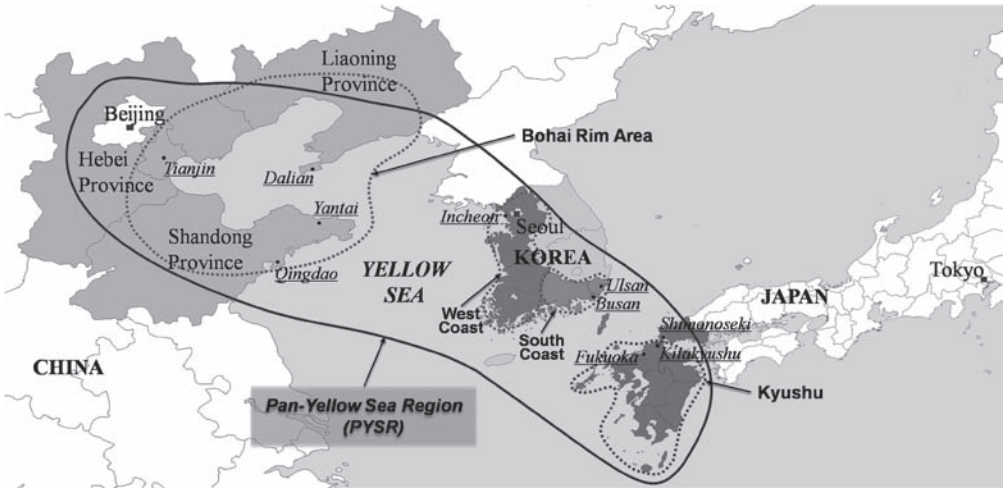 Liaoning
Province
Beijing
Bohai Rim Area
Hebei
Province
Tianjin
Dalian
Yantai
Incheon
Seoul
Shandong
Province
Qingdao
YELLOW
SEA
KOREA
Ulsan
Busan
West
Coast
South
Coast
JAPAN
Tokyo
Shimonoseki
Fukuoka
Kitakyushu
CHINA
Kyushu
Pan-Yellow Sea Region
(PYSR)